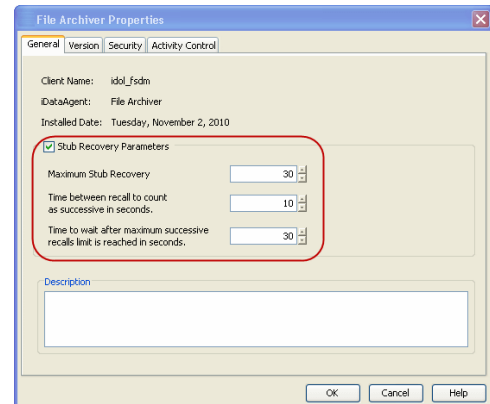 File Archiver Properties
General Version Security Activity Control
Client Name: idol_fsdm
iDataAgent: File Archiver
Installed Date: Tuesday, November 2, 2010
Stub Recovery Parameters
Maximum Stub Recovery 30
Time between recall to count
as successive in seconds. 10
Time to wait after maximum successive
recalls limit is reached in seconds. 30
Description
OK Cancel Help